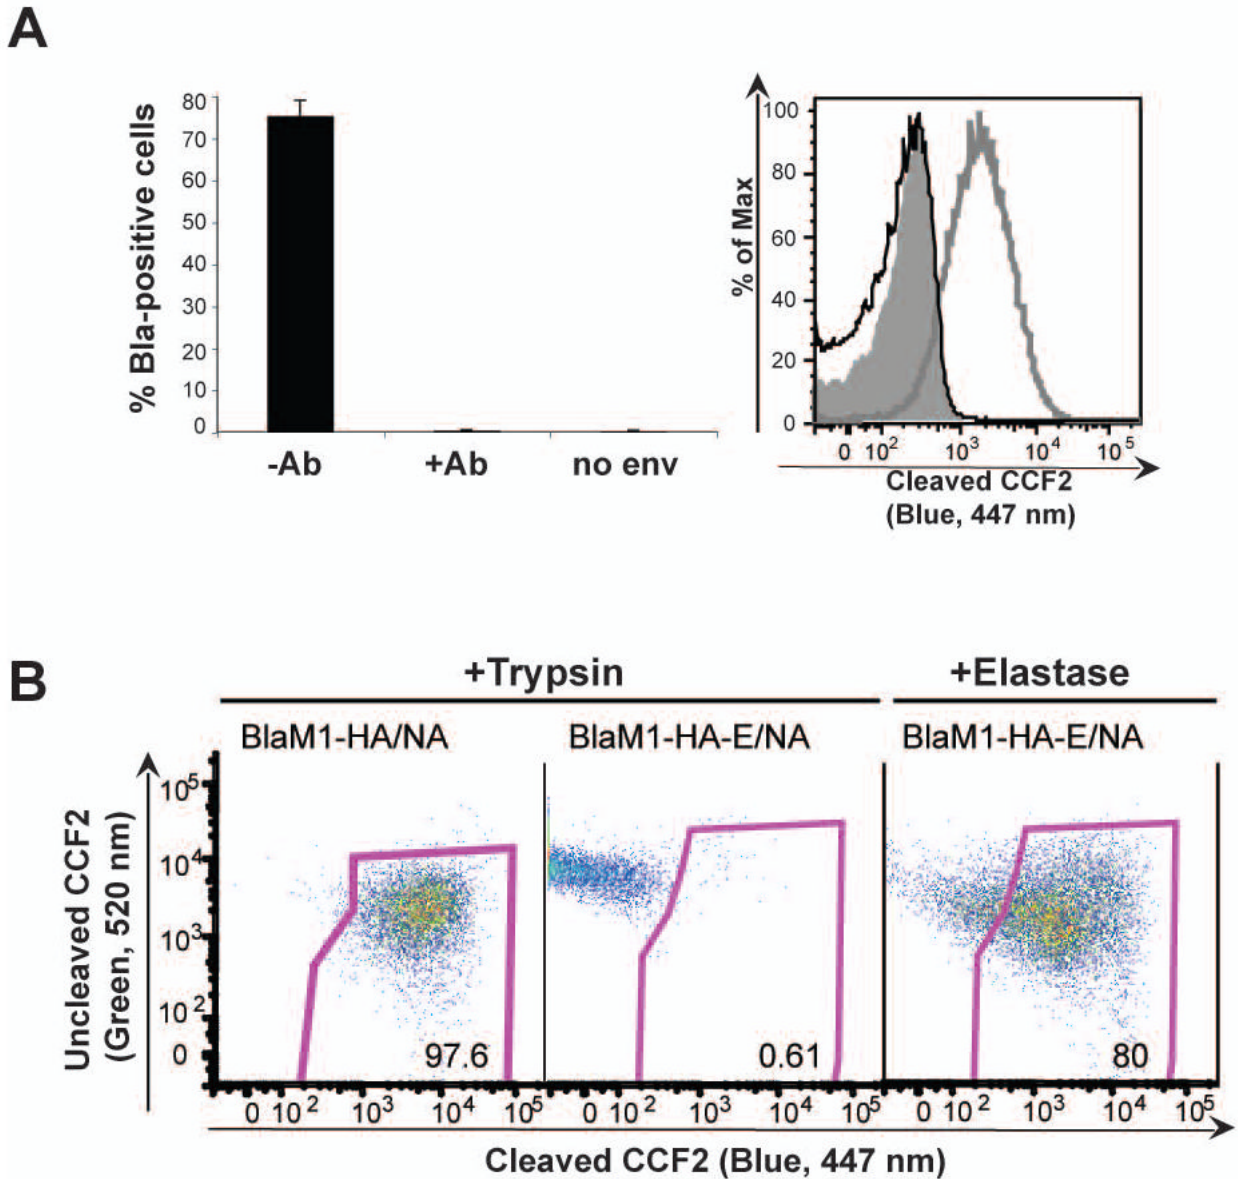 A
% Bla-positive cells
80
70
60
50
40
30
20
10
0
-Ab +Ab no env
% of Max
100
80
60
40
20
0
0 10² 10³ 10⁴ 10⁵
Cleaved CCF2
(Blue, 447 nm)
B
+Trypsin +Elastase
BlaM1-HA/NA BlaM1-HA-E/NA BlaM1-HA-E/NA
Uncleaved CCF2
(Green, 520 nm)
10⁵
10⁴
10³
10²
0
97.6 0.61 80
0 10² 10³ 10⁴ 10⁵ 0 10² 10³ 10⁴ 10⁵ 0 10² 10³ 10⁴ 10⁵
Cleaved CCF2 (Blue, 447 nm)